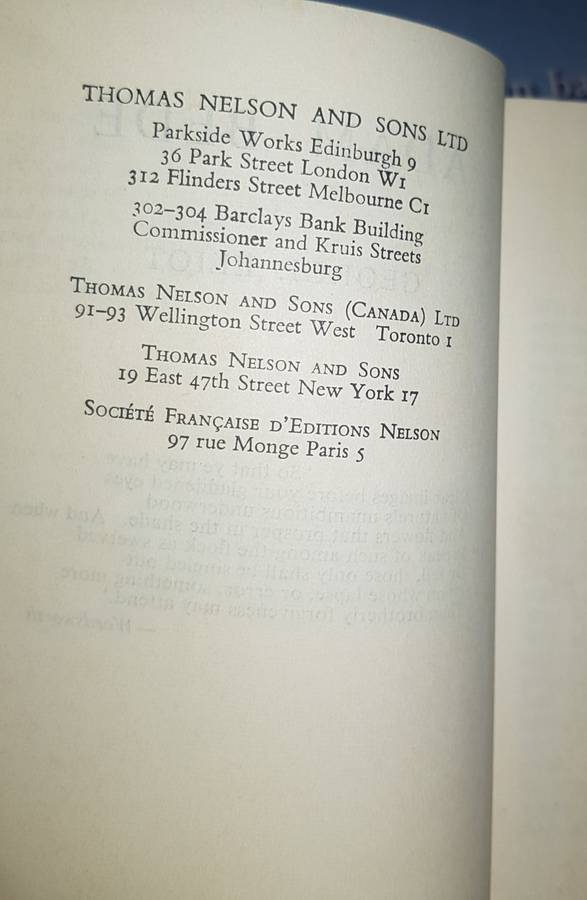 THOMAS NELSON AND SONS LTD
Parkside Works Edinburgh 9
36 Park Street London W1
312 Flinders Street Melbourne C1
302–304 Barclays Bank Building
Commissioner and Kruis Streets
Johannesburg
THOMAS NELSON AND SONS (CANADA) LTD
91–93 Wellington Street West Toronto 1
THOMAS NELSON AND SONS
19 East 47th Street New York 17
SOCIÉTÉ FRANÇAISE D'EDITIONS NELSON
97 rue Monge Paris 5